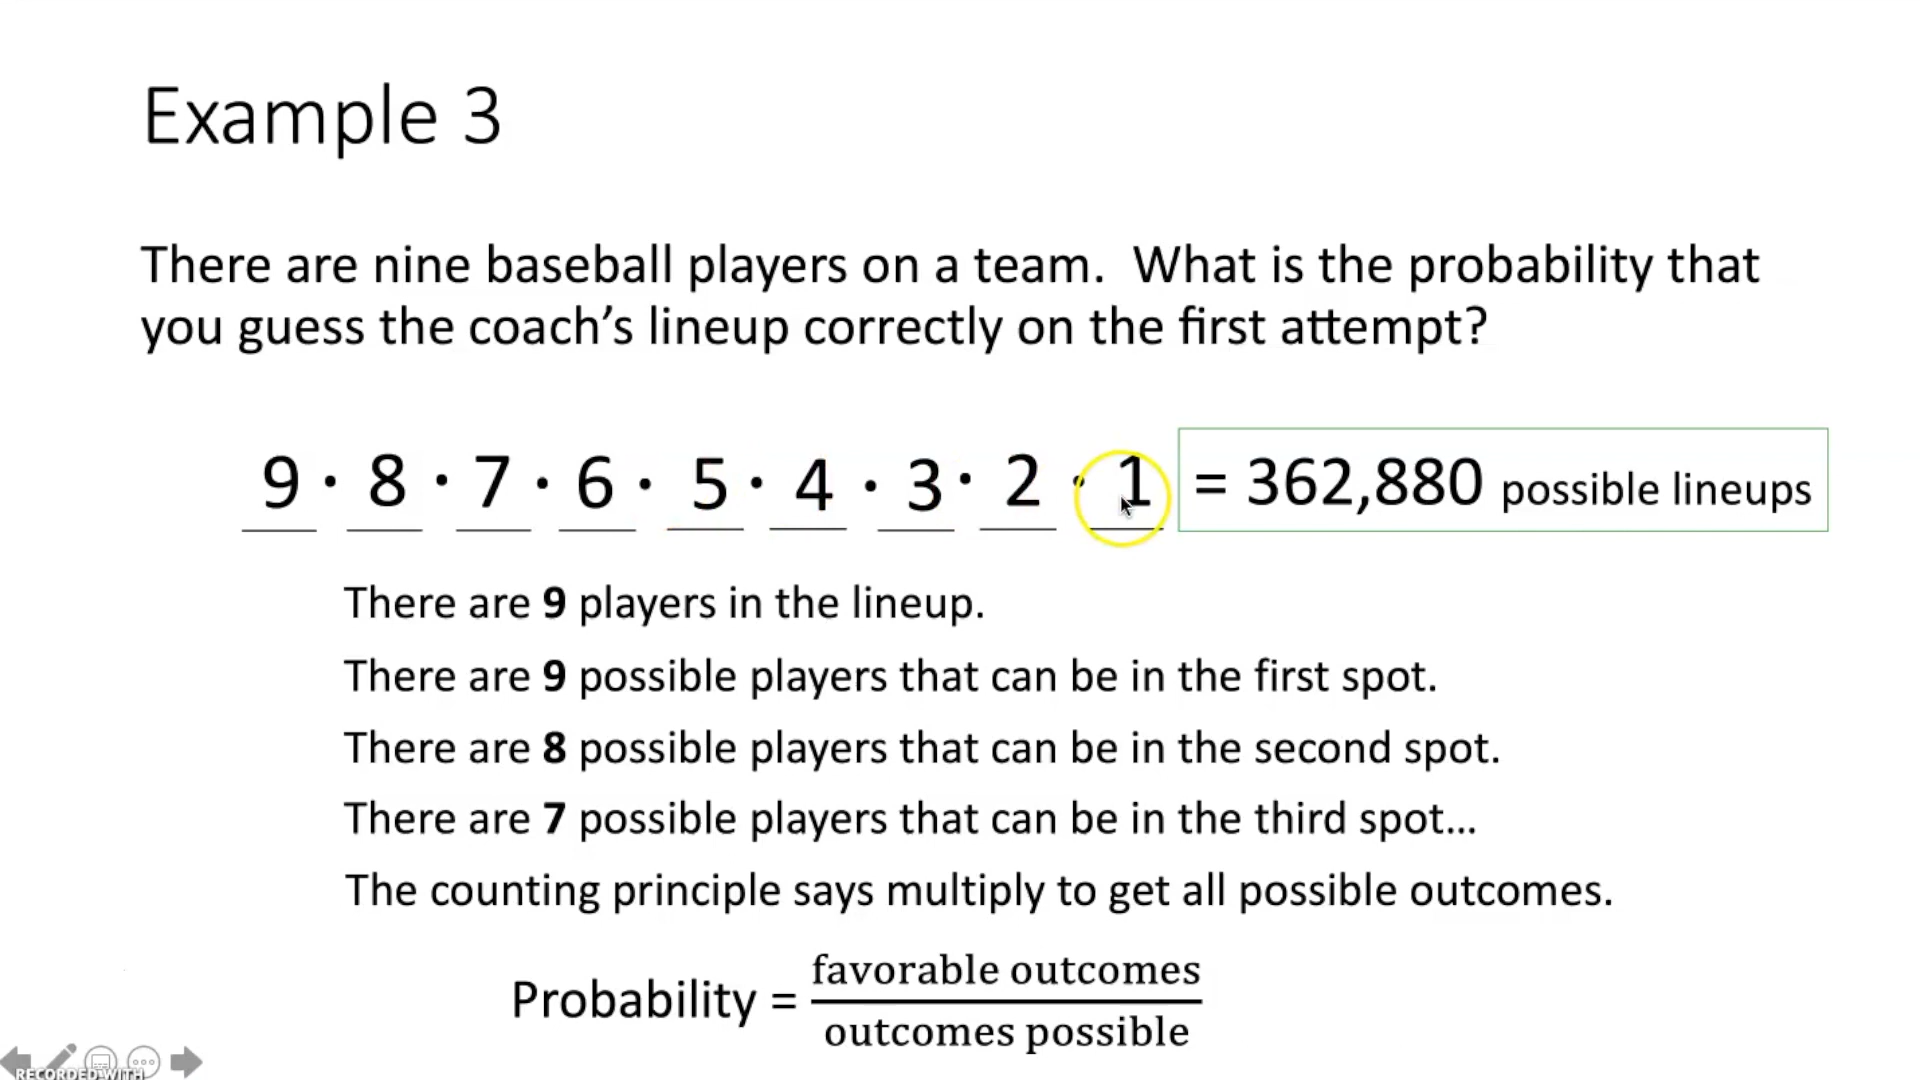 Example 3
There are nine baseball players on a team.  What is the probability that
you guess the coach’s lineup correctly on the first attempt?
9 · 8 · 7 · 6 · 5 · 4 · 3 · 2 · 1 = 362,880 possible lineups
There are 9 players in the lineup.
There are 9 possible players that can be in the first spot.
There are 8 possible players that can be in the second spot.
There are 7 possible players that can be in the third spot…
The counting principle says multiply to get all possible outcomes.
favorable outcomes
Probability =
outcomes possible
RECORDED WITH